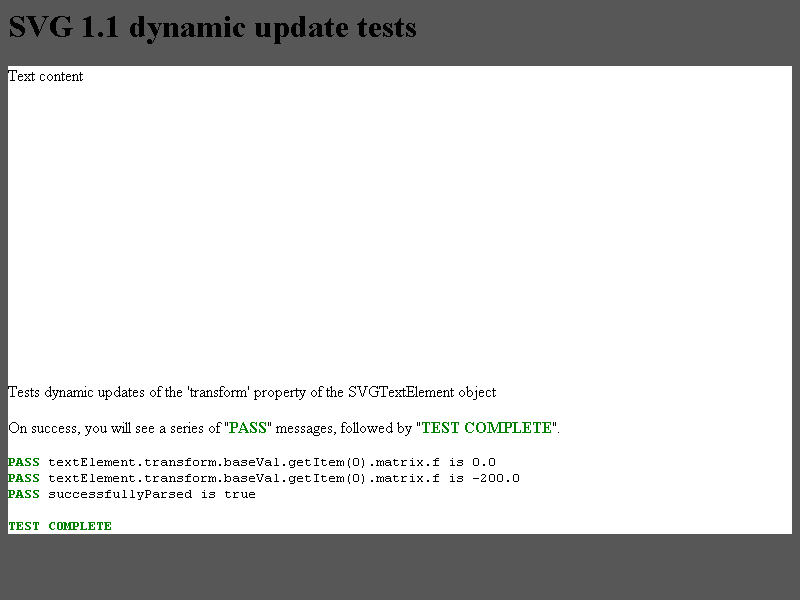 SVG 1.1 dynamic update tests
Text content
Tests dynamic updates of the 'transform' property of the SVGTextElement object
On success, you will see a series of "PASS" messages, followed by "TEST COMPLETE".
PASS textElement.transform.baseVal.getItem(0).matrix.f is 0.0
PASS textElement.transform.baseVal.getItem(0).matrix.f is -200.0
PASS successfullyParsed is true
TEST COMPLETE